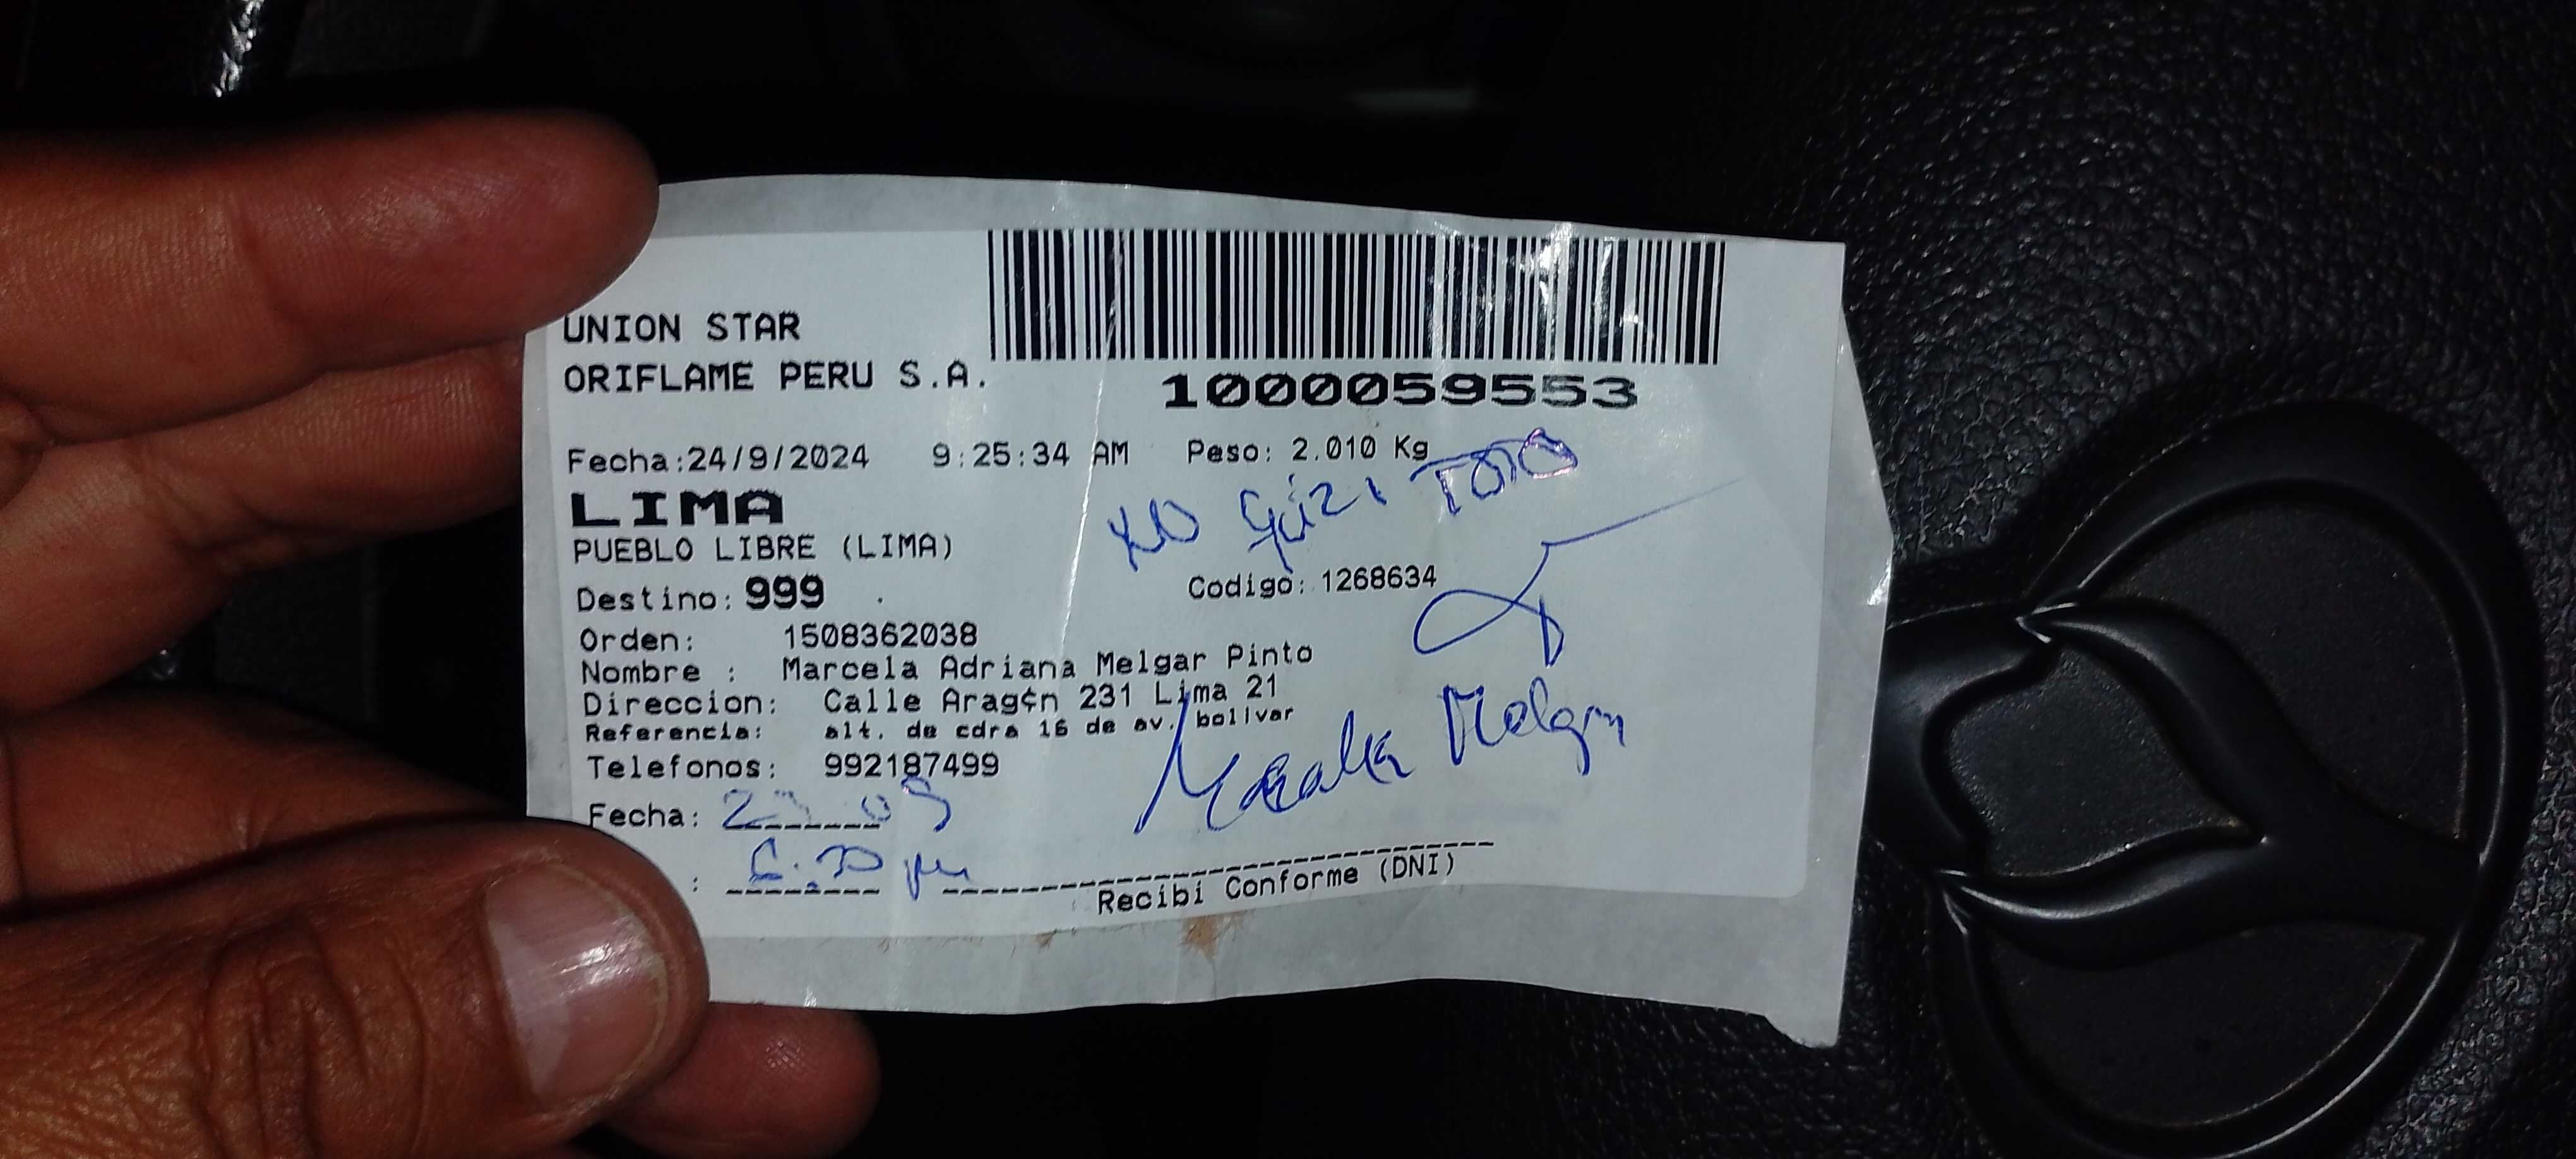 UNION STAR
ORIFLAME PERU S.A.
1000059553
Fecha:24/9/2024 9:25:34 AM Peso: 2.010 Kg
LIMA
PUEBLO LIBRE (LIMA)
Destino: 999
Codigo: 1268634
Orden: 1508362038
Nombre : Marcela Adriana Melgar Pinto
Direccion: Calle Arag¢n 231 Lima 21
Referencia: alt. de cdra 16 de av. bolivar
Telefonos: 992187499
Melgar
Fecha:
:
Recibi Conforme (DNI)